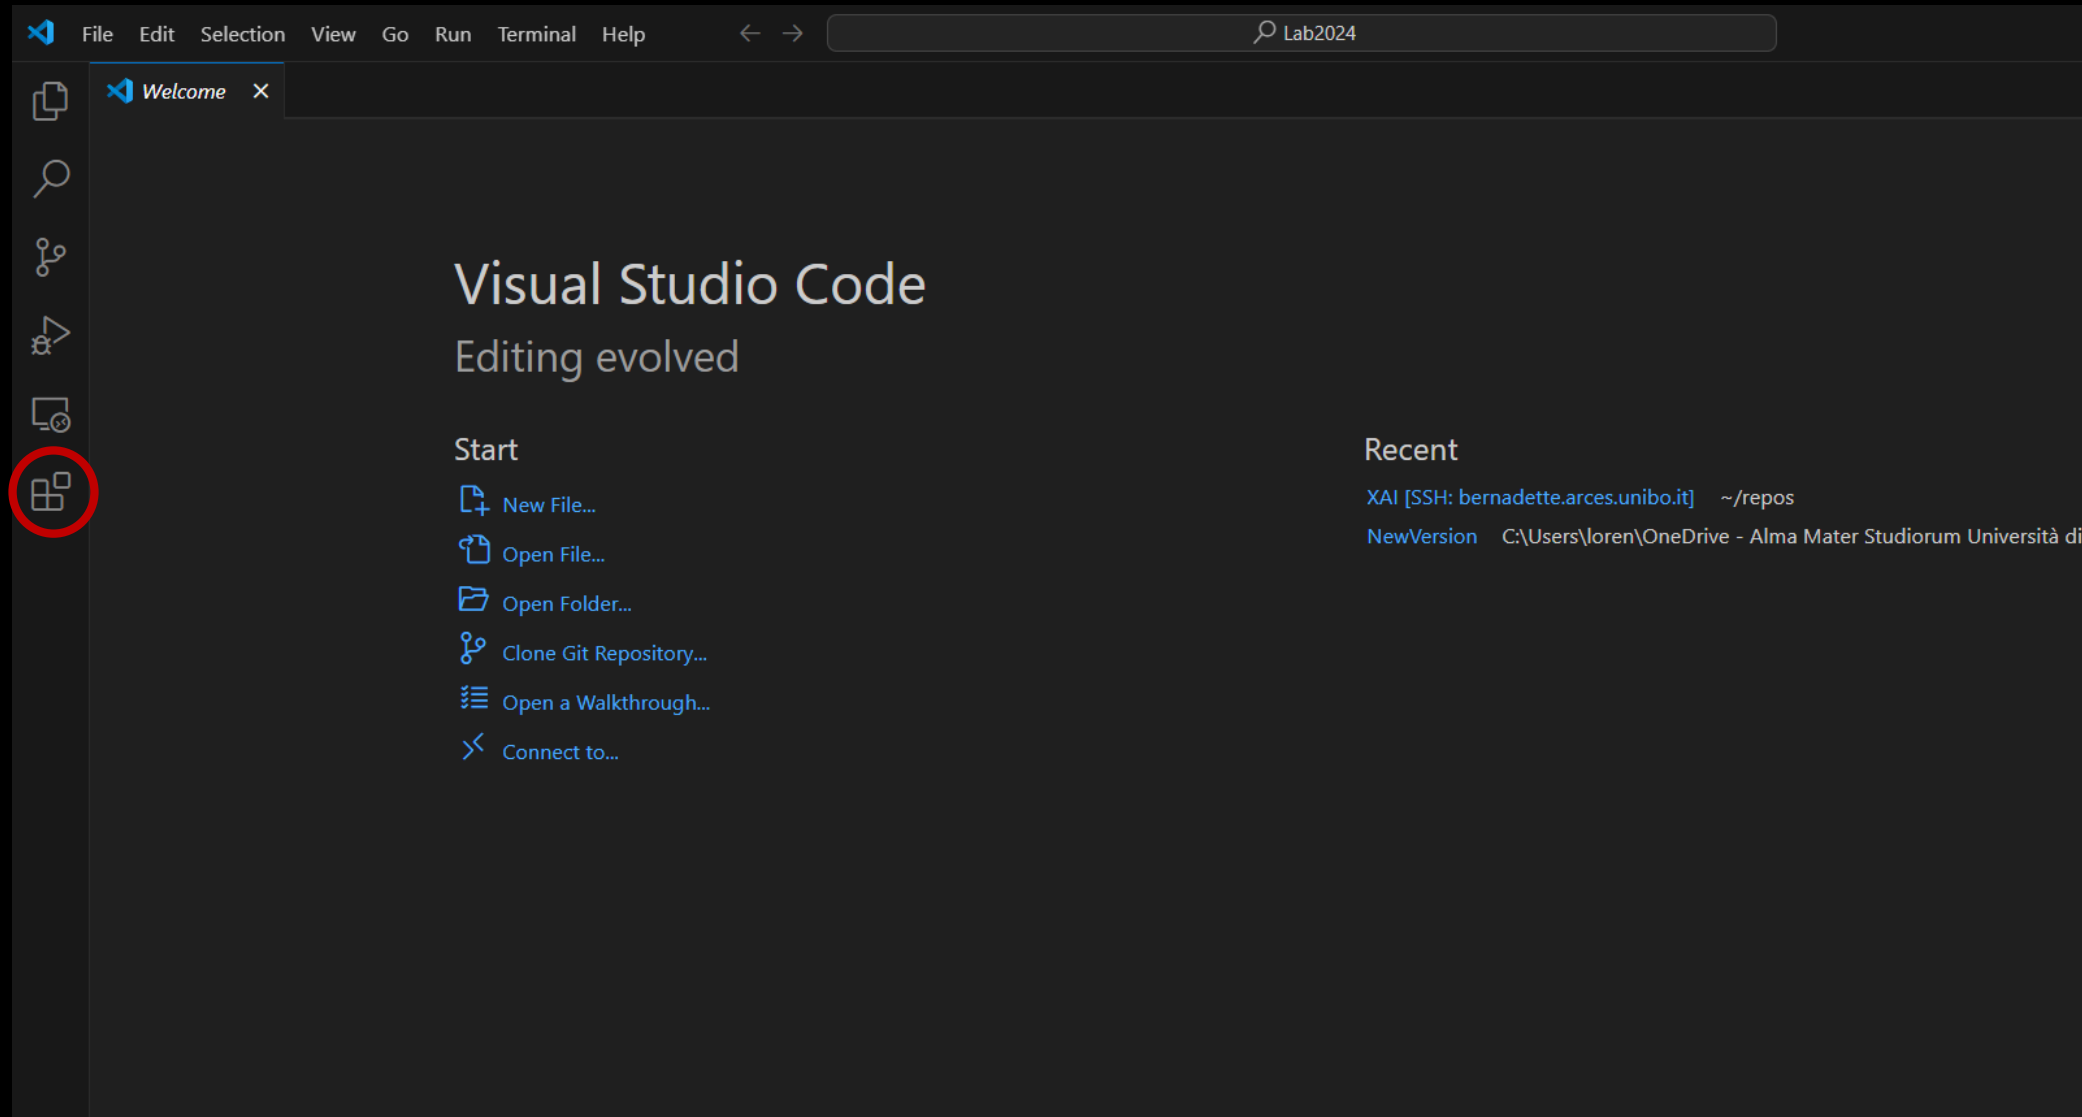 File Edit Selection View Go Run Terminal Help Lab2024
Welcome
Visual Studio Code
Editing evolved
Start
New File...
Open File...
Open Folder...
Clone Git Repository...
Open a Walkthrough...
Connect to...
Recent
XAI [SSH: bernadette.arces.unibo.it] ~/repos
NewVersion C:\Users\loren\OneDrive - Alma Mater Studiorum Università di